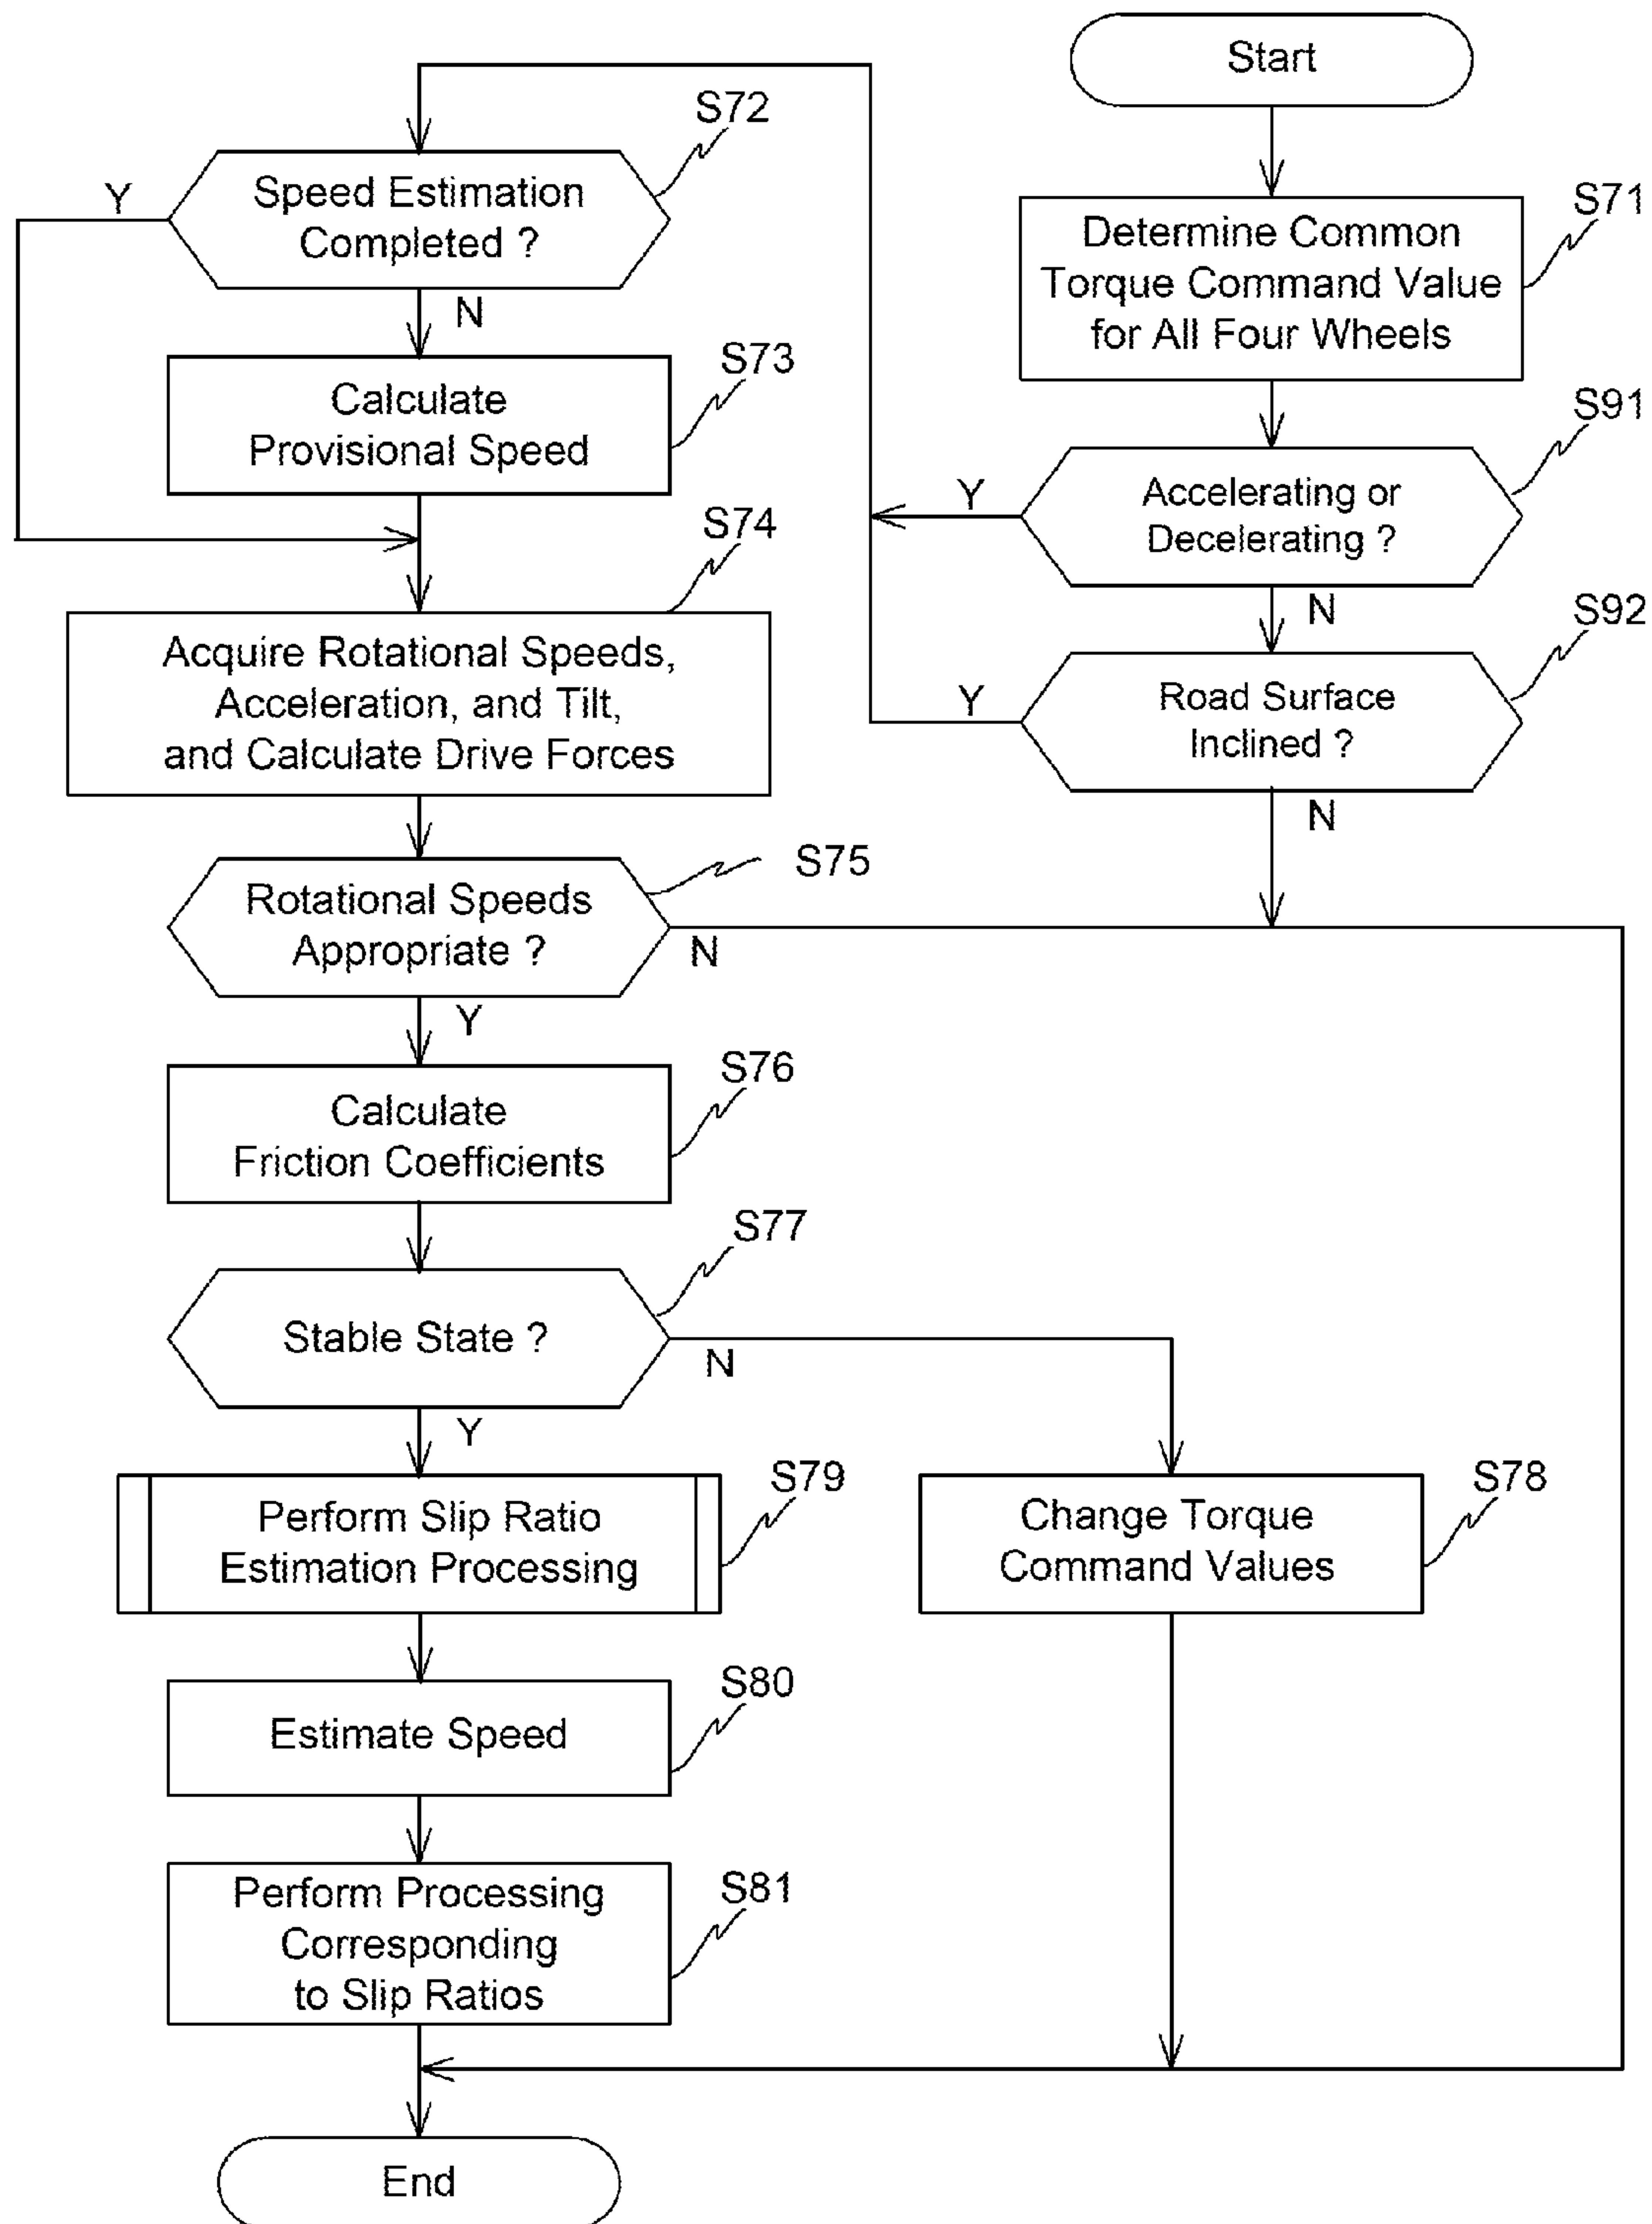 Start
S71
Determine Common
Torque Command Value
for All Four Wheels
S91
Accelerating or
Decelerating ?
Y
N
S92
Road Surface
Inclined ?
Y
N
S72
Speed Estimation
Completed ?
Y
N
S73
Calculate
Provisional Speed
S74
Acquire Rotational Speeds,
Acceleration, and Tilt,
and Calculate Drive Forces
S75
Rotational Speeds
Appropriate ?
N
Y
S76
Calculate
Friction Coefficients
S77
Stable State ?
N
Y
S78
Change Torque
Command Values
S79
Perform Slip Ratio
Estimation Processing
S80
Estimate Speed
S81
Perform Processing
Corresponding
to Slip Ratios
End